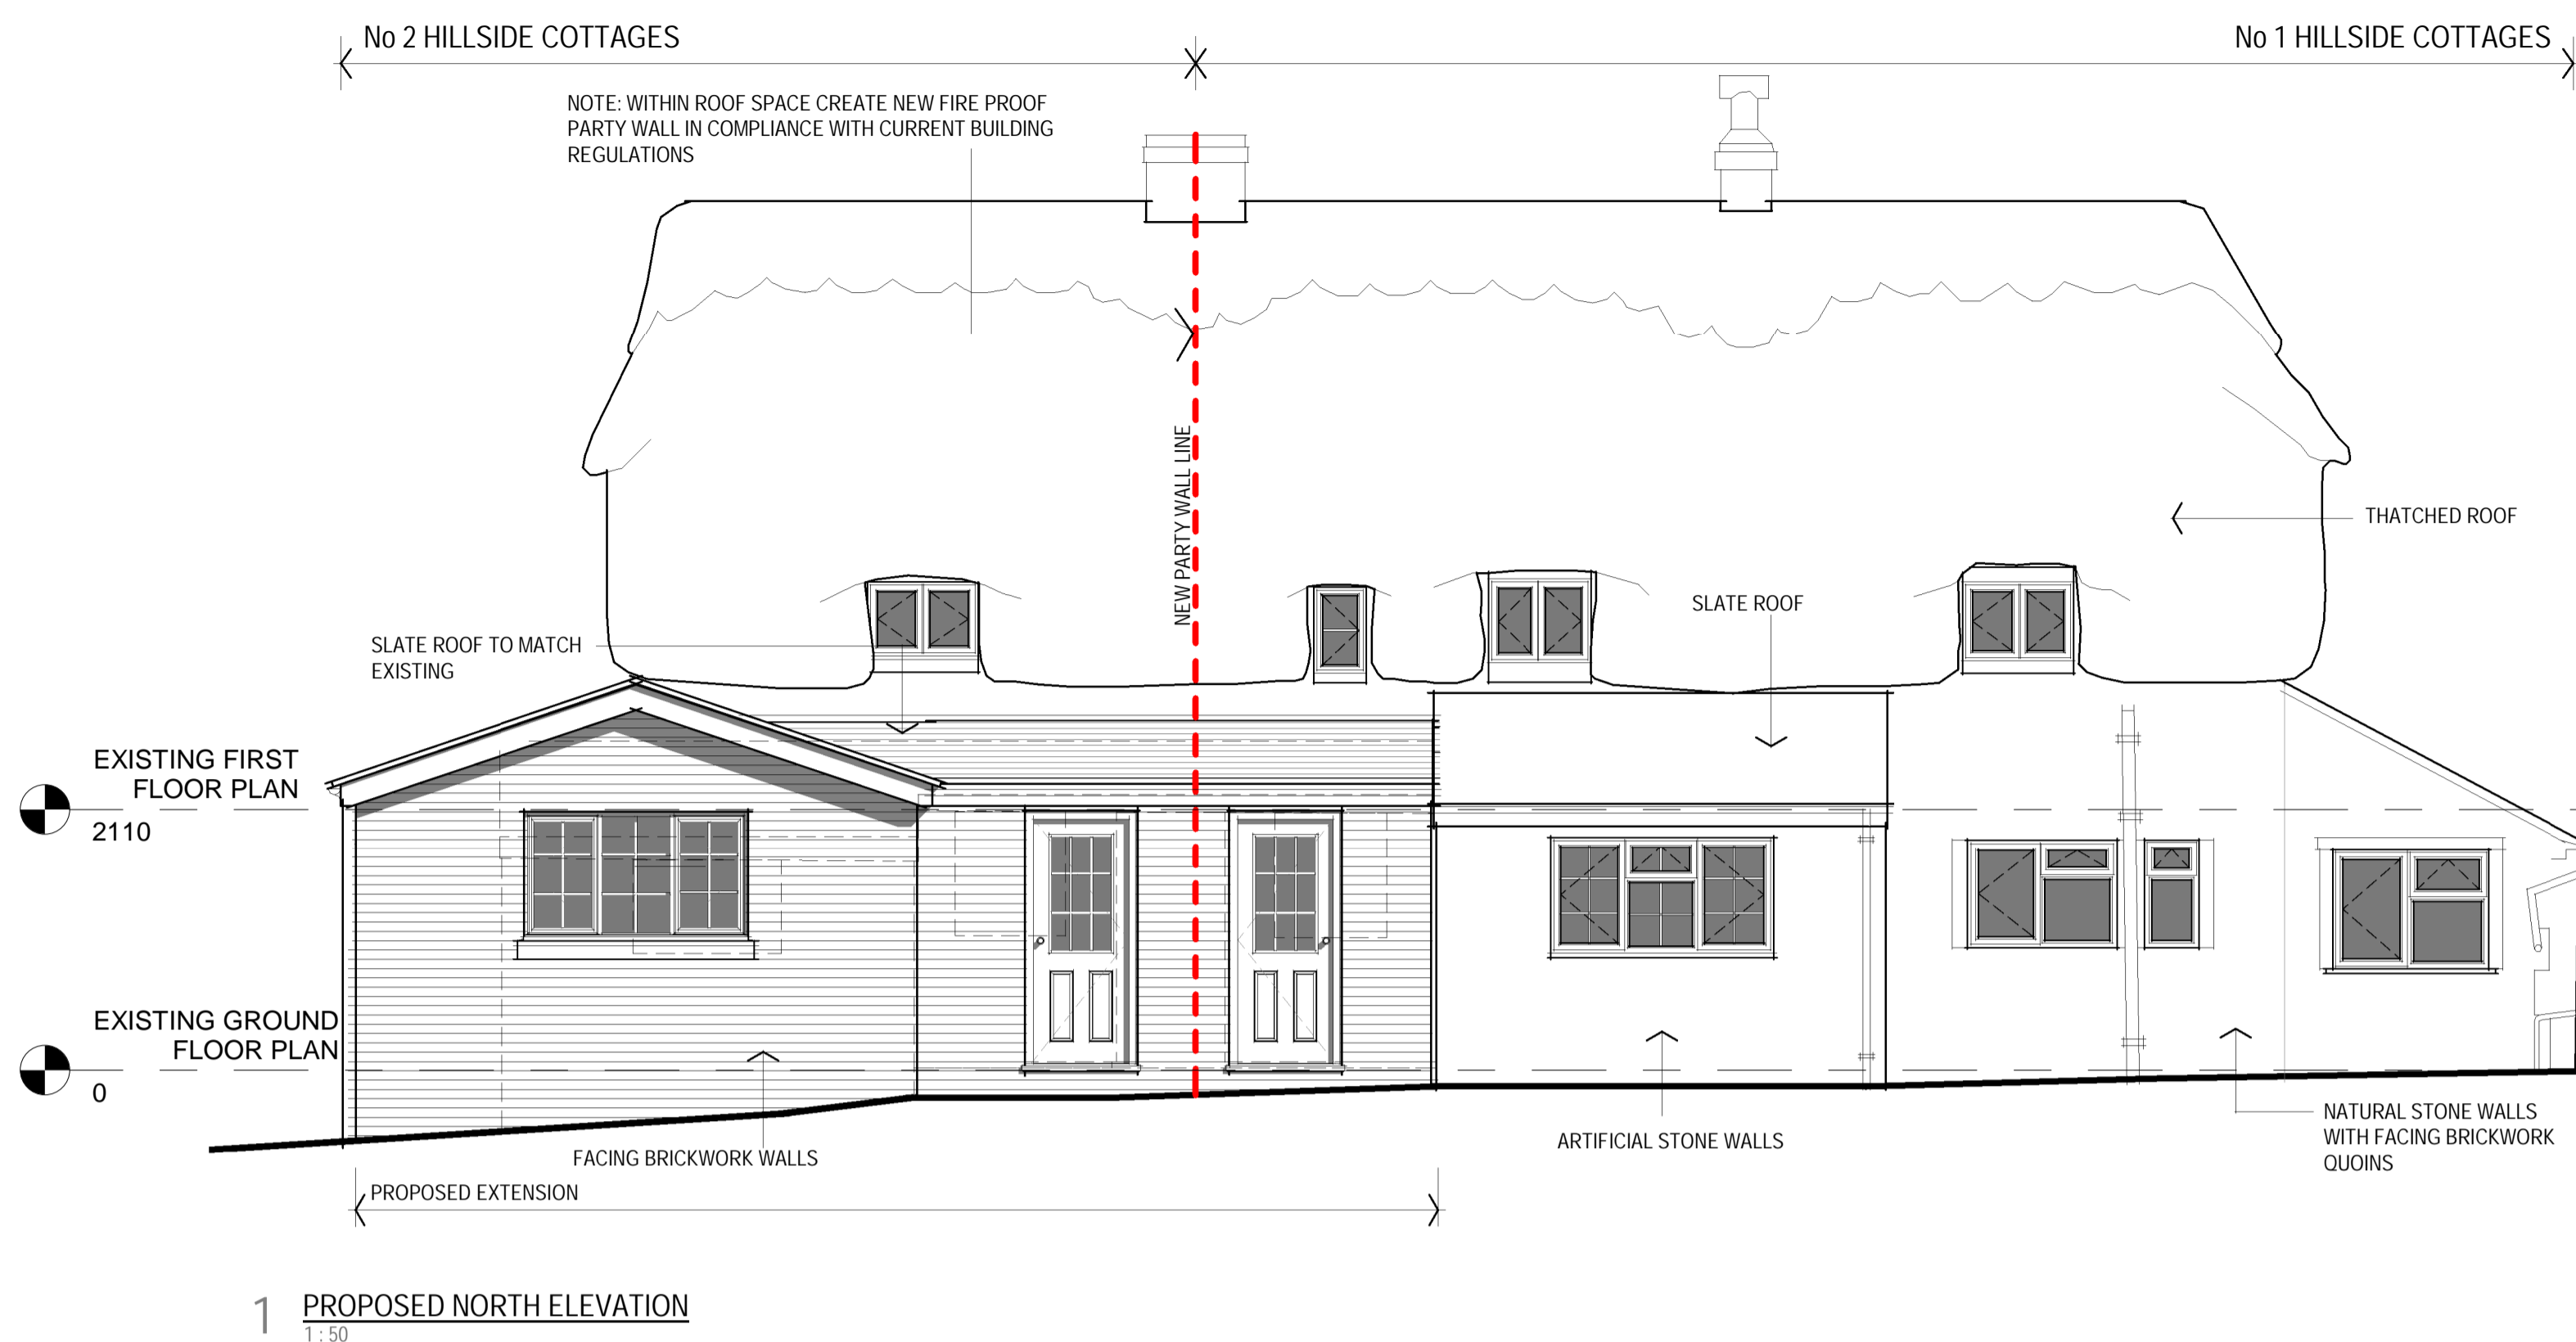 No 2 HILLSIDE COTTAGES
No 1 HILLSIDE COTTAGES
NOTE: WITHIN ROOF SPACE CREATE NEW FIRE PROOF
PARTY WALL IN COMPLIANCE WITH CURRENT BUILDING
REGULATIONS
NEW PARTY WALL LINE
THATCHED ROOF
SLATE ROOF
SLATE ROOF TO MATCH
EXISTING
EXISTING FIRST
FLOOR PLAN
2110
EXISTING GROUND
FLOOR PLAN
0
NATURAL STONE WALLS
WITH FACING BRICKWORK
QUOINS
ARTIFICIAL STONE WALLS
FACING BRICKWORK WALLS
PROPOSED EXTENSION
1 PROPOSED NORTH ELEVATION
1 : 50